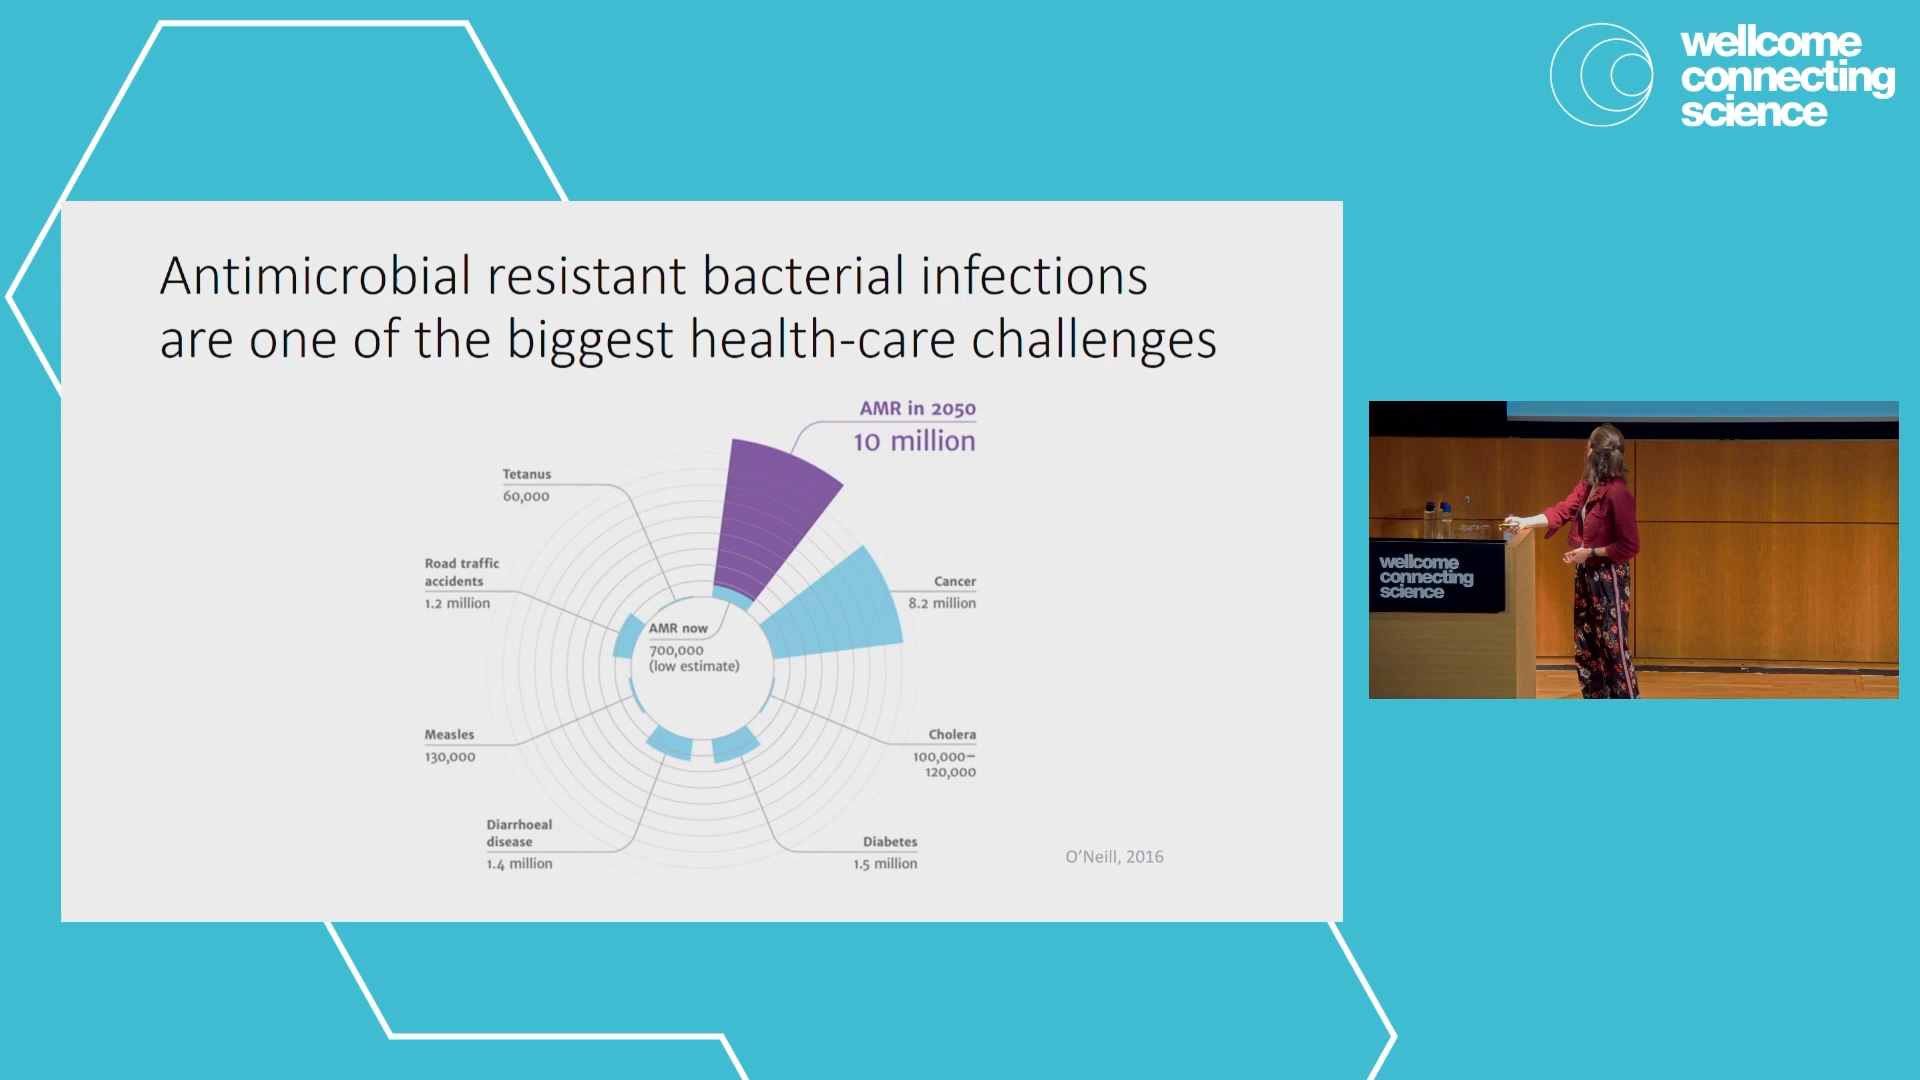 wellcome
connecting
science
Antimicrobial resistant bacterial infections
are one of the biggest health-care challenges
AMR in 2050
10 million
Tetanus
60,000
Road traffic
accidents
1.2 million
Cancer
8.2 million
AMR now
700,000
(low estimate)
Measles
130,000
Cholera
100,000–
120,000
Diarrhoeal
disease
1.4 million
Diabetes
1.5 million
O'Neill, 2016
wellcome
connecting
science